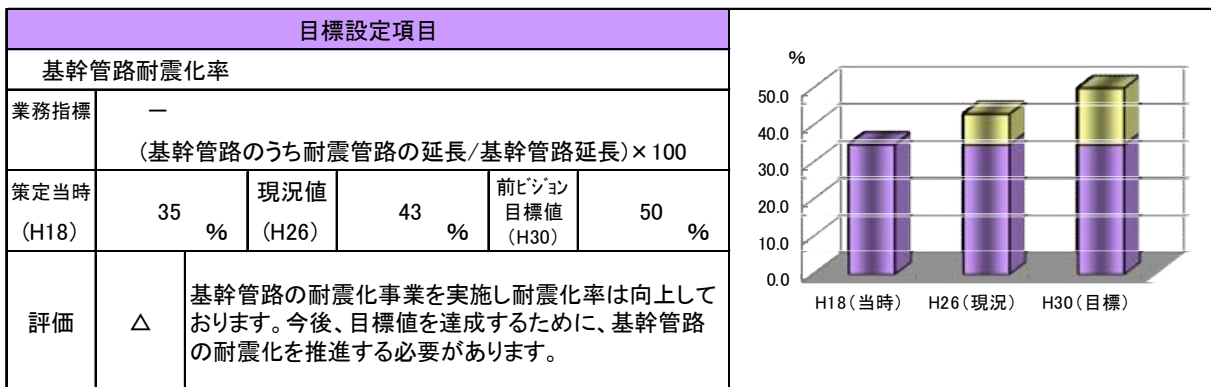 目標設定項目
基幹管路耐震化率
業務指標 －
(基幹管路のうち耐震管路の延長/基幹管路延長)×100
策定当時
(H18)
35
%
現況値
(H26)
43
%
前ビジョン
目標値
(H30)
50
%
評価
△
基幹管路の耐震化事業を実施し耐震化率は向上して
おります。今後、目標値を達成するために、基幹管路
の耐震化を推進する必要があります。
%
50.0
40.0
30.0
20.0
10.0
0.0
H18(当時) H26(現況) H30(目標)